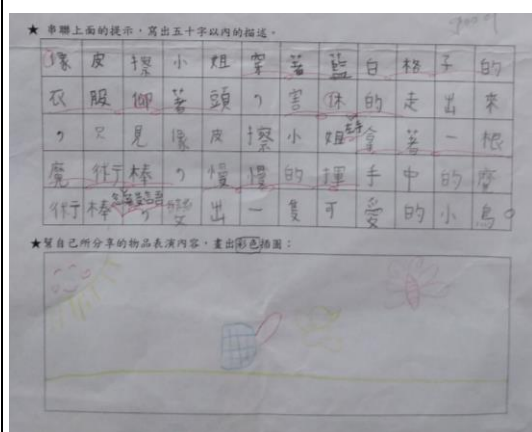 ★ 串聯上面的提示,寫出五十字以內的描述。
像皮擦小姐穿著藍白格子的
衣服仰著頭,害休的走出來
,只見像皮擦小姐拿著一根
魔術棒,慢慢的揮手中的魔
術棒,變出一隻可愛的小鳥。
★幫自己所分享的物品表演內容,畫出彩色插圖: